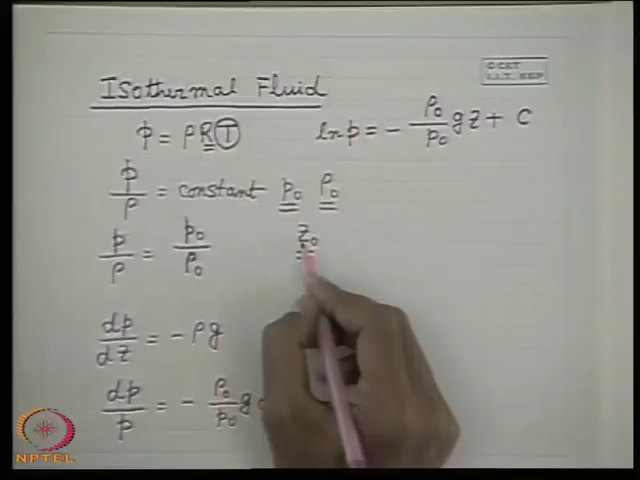 © CET
I.I.T. KGP
Isothermal Fluid
p = ρRT
ln p = - ρ₀/p₀ gz + C
p/ρ = constant p₀ ρ₀
p/ρ = p₀/ρ₀ z₀
dp/dz = - ρg
dp/p = - ρ₀/p₀ g
NPTEL